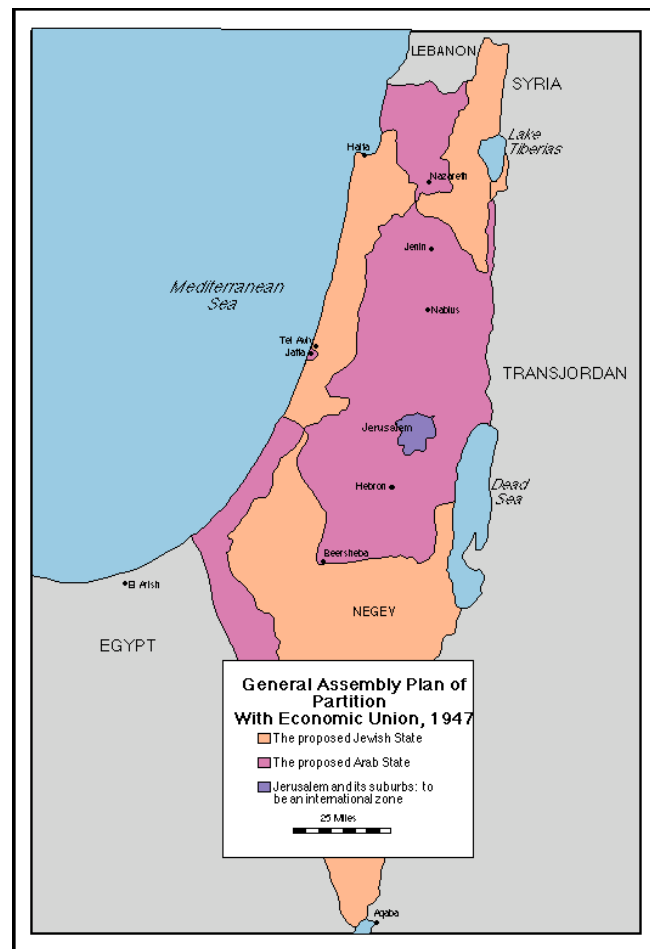 LEBANON
SYRIA
Lake
Tiberias
Haifa
Nazareth
Jenin
Mediterranean
Sea
Nablus
Tel Aviv
Jaffa
TRANSJORDAN
Jerusalem
Dead
Sea
Hebron
Beersheba
El Arish
NEGEV
EGYPT
General Assembly Plan of
Partition
With Economic Union, 1947
The proposed Jewish State
The proposed Arab State
Jerusalem and its suburbs: to
be an international zone
25 Miles
Aqaba